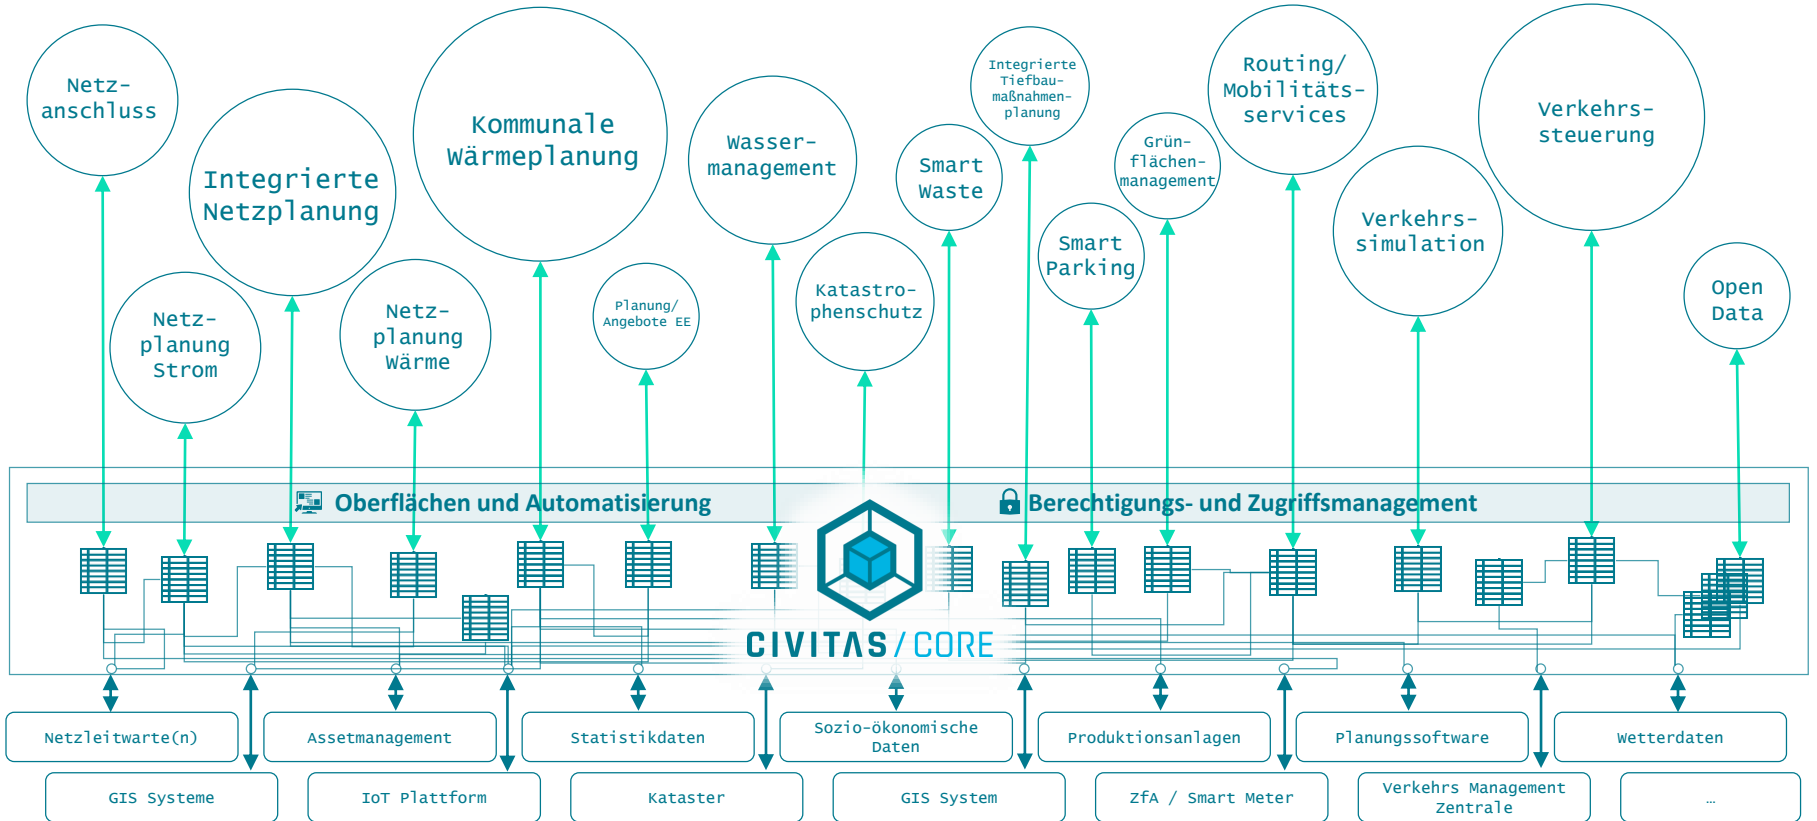 Netz-
anschluss
Netz-
planung
Strom
Integrierte
Netzplanung
Netz-
planung
Wärme
Kommunale
Wärmeplanung
Planung/
Angebote EE
Wasser-
management
Katastro-
phenschutz
Smart
Waste
Integrierte
Tiefbau-
maßnahmen-
planung
Smart
Parking
Grün-
flächen-
management
Routing/
Mobilitäts-
services
Verkehrs-
simulation
Verkehrs-
steuerung
Open
Data
Oberflächen und Automatisierung
Berechtigungs- und Zugriffsmanagement
CIVITAS/CORE
Netzleitwarte(n)
Assetmanagement
Statistikdaten
Sozio-ökonomische
Daten
Produktionsanlagen
Planungssoftware
Wetterdaten
GIS Systeme
IoT Plattform
Kataster
GIS System
ZfA / Smart Meter
Verkehrs Management
Zentrale
…